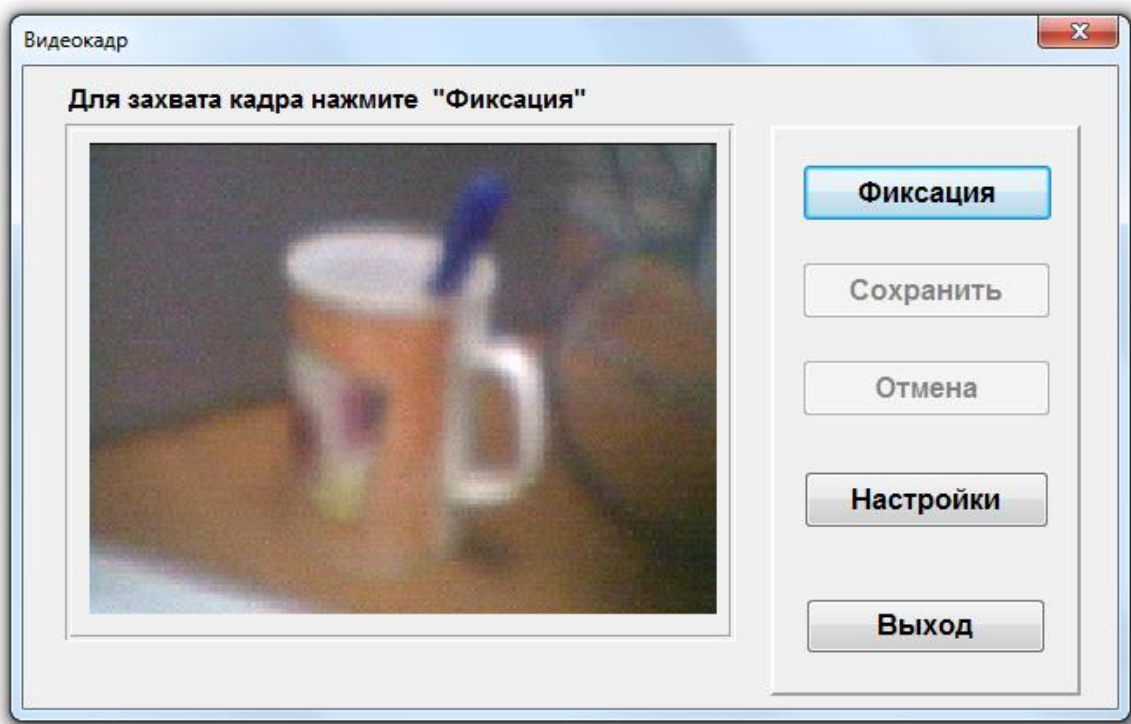 Видеокадр
Для захвата кадра нажмите "Фиксация"
Фиксация
Сохранить
Отмена
Настройки
Выход